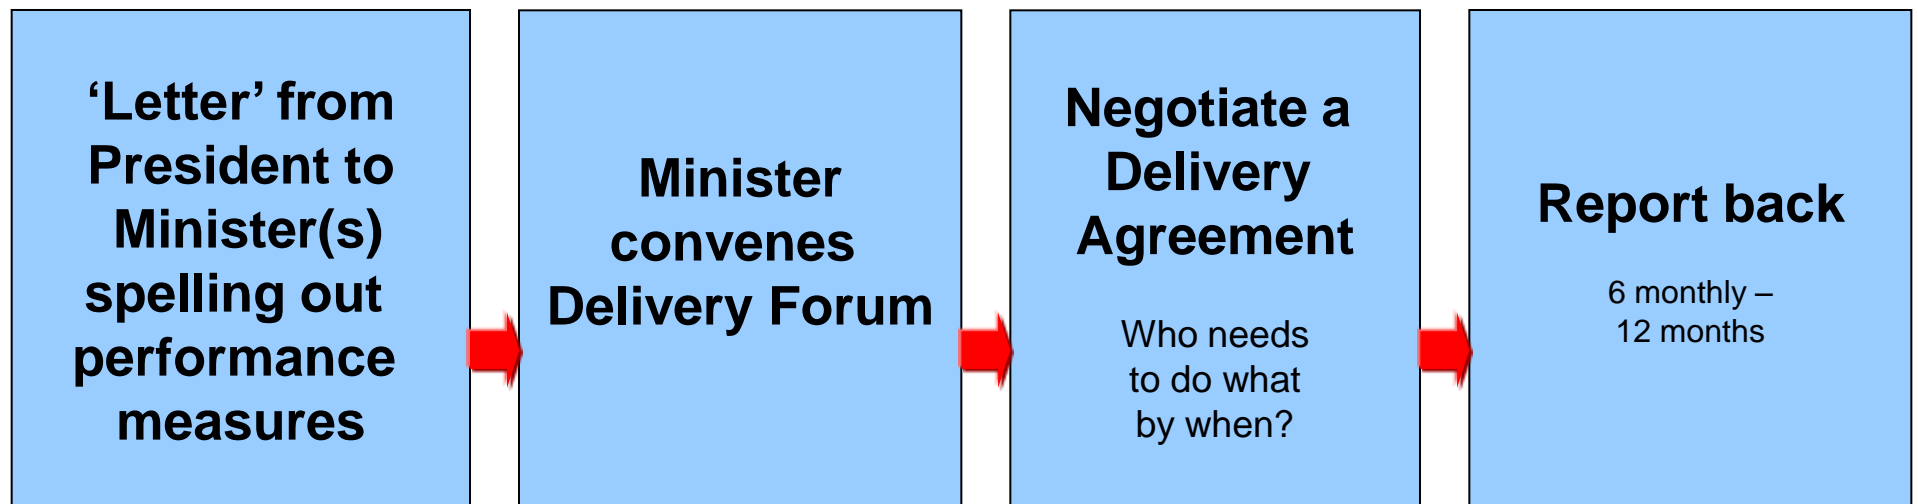 ‘Letter’ from
President to
Minister(s)
spelling out
performance
measures
Minister
convenes
Delivery Forum
Negotiate a
Delivery
Agreement
Who needs
to do what
by when?
Report back
6 monthly –
12 months